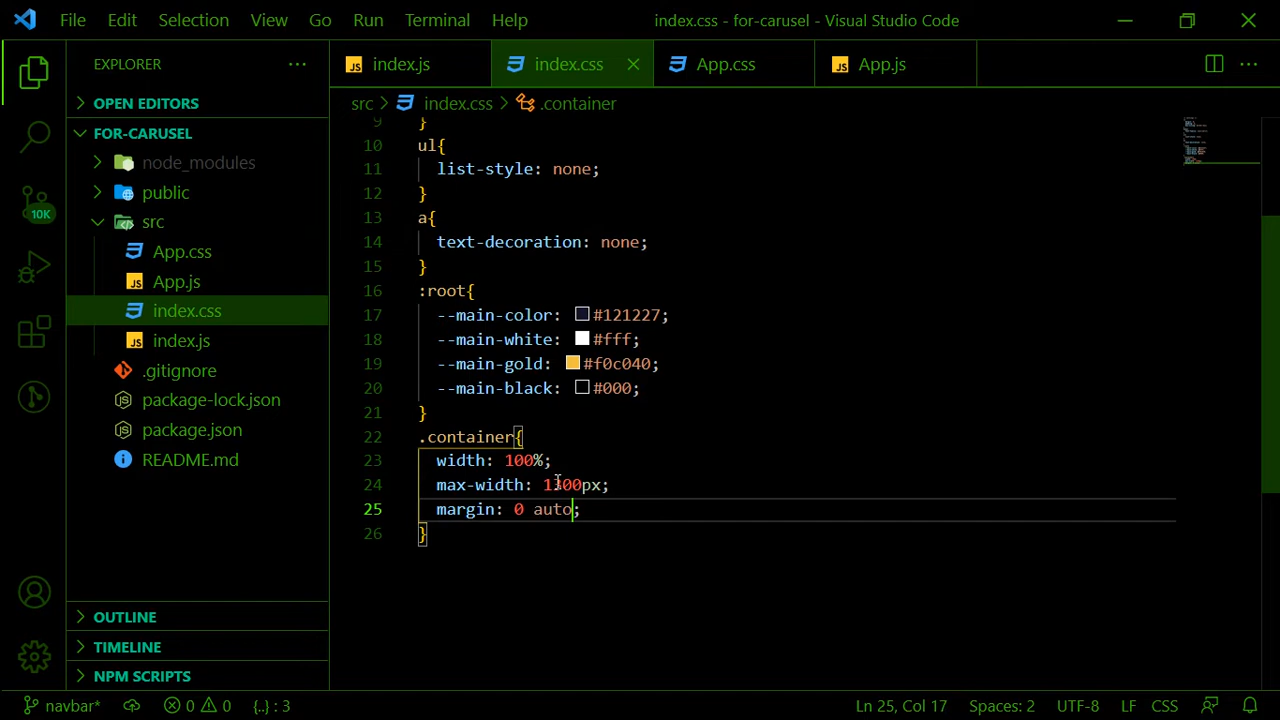 File Edit Selection View Go Run Terminal Help index.css - for-carusel - Visual Studio Code
EXPLORER
JS index.js index.css App.css JS App.js
src > index.css > .container
OPEN EDITORS
FOR-CARUSEL
node_modules
public
src
App.css
JS App.js
index.css
JS index.js
.gitignore
package-lock.json
package.json
README.md
OUTLINE
TIMELINE
NPM SCRIPTS
10K
9 }
10 ul{
11 list-style: none;
12 }
13 a{
14 text-decoration: none;
15 }
16 :root{
17 --main-color: #121227;
18 --main-white: #fff;
19 --main-gold: #f0c040;
20 --main-black: #000;
21 }
22 .container{
23 width: 100%;
24 max-width: 1300px;
25 margin: 0 auto;
26 }
navbar* 0 0 {..} : 3 Ln 25, Col 17 Spaces: 2 UTF-8 LF CSS